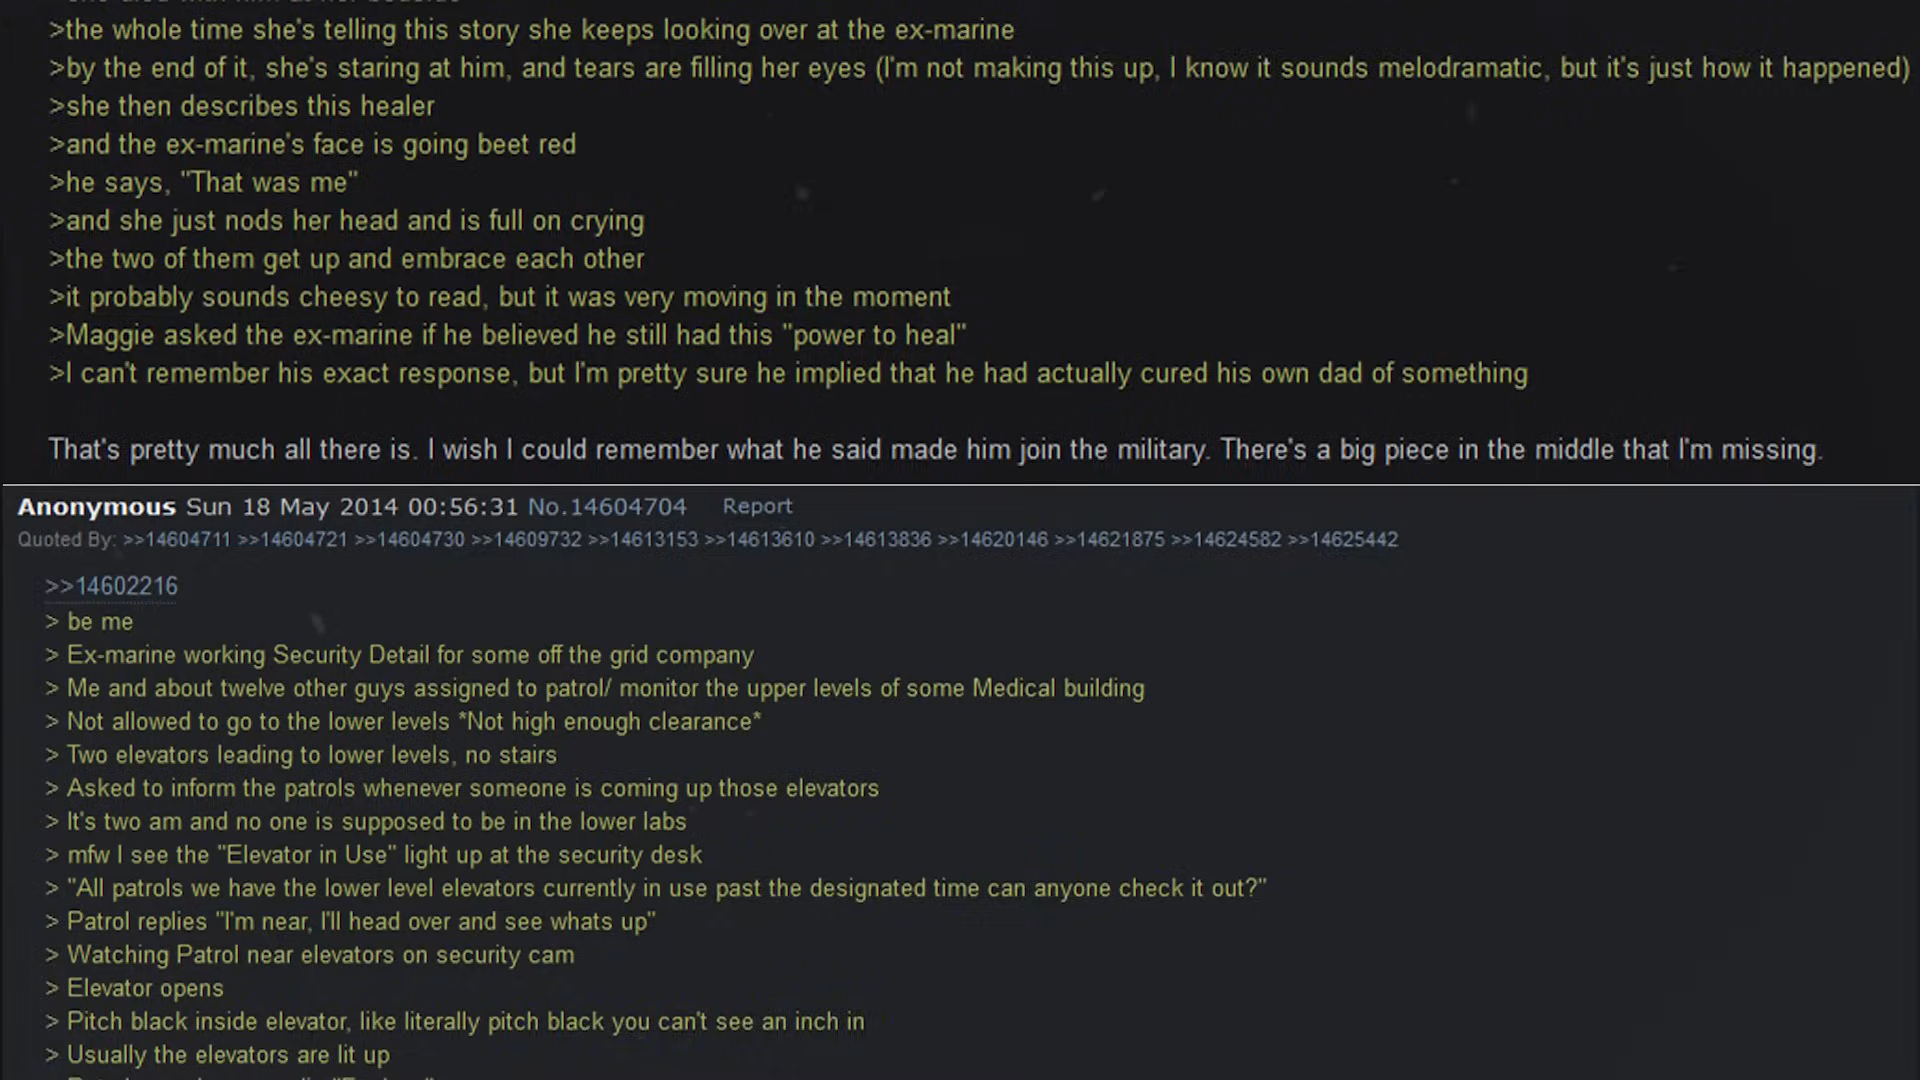 >the whole time she's telling this story she keeps looking over at the ex-marine
>by the end of it, she's staring at him, and tears are filling her eyes (I'm not making this up, I know it sounds melodramatic, but it's just how it happened)
>she then describes this healer
>and the ex-marine's face is going beet red
>he says, "That was me"
>and she just nods her head and is full on crying
>the two of them get up and embrace each other
>it probably sounds cheesy to read, but it was very moving in the moment
>Maggie asked the ex-marine if he believed he still had this "power to heal"
>I can't remember his exact response, but I'm pretty sure he implied that he had actually cured his own dad of something
That's pretty much all there is. I wish I could remember what he said made him join the military. There's a big piece in the middle that I'm missing.
Anonymous Sun 18 May 2014 00:56:31 No.14604704 Report
Quoted By: >>14604711 >>14604721 >>14604730 >>14609732 >>14613153 >>14613610 >>14613836 >>14620146 >>14621875 >>14624582 >>14625442
>>14602216
> be me
> Ex-marine working Security Detail for some off the grid company
> Me and about twelve other guys assigned to patrol/ monitor the upper levels of some Medical building
> Not allowed to go to the lower levels *Not high enough clearance*
> Two elevators leading to lower levels, no stairs
> Asked to inform the patrols whenever someone is coming up those elevators
> It's two am and no one is supposed to be in the lower labs
> mfw I see the "Elevator in Use" light up at the security desk
> "All patrols we have the lower level elevators currently in use past the designated time can anyone check it out?"
> Patrol replies "I'm near, I'll head over and see whats up"
> Watching Patrol near elevators on security cam
> Elevator opens
> Pitch black inside elevator, like literally pitch black you can't see an inch in
> Usually the elevators are lit up